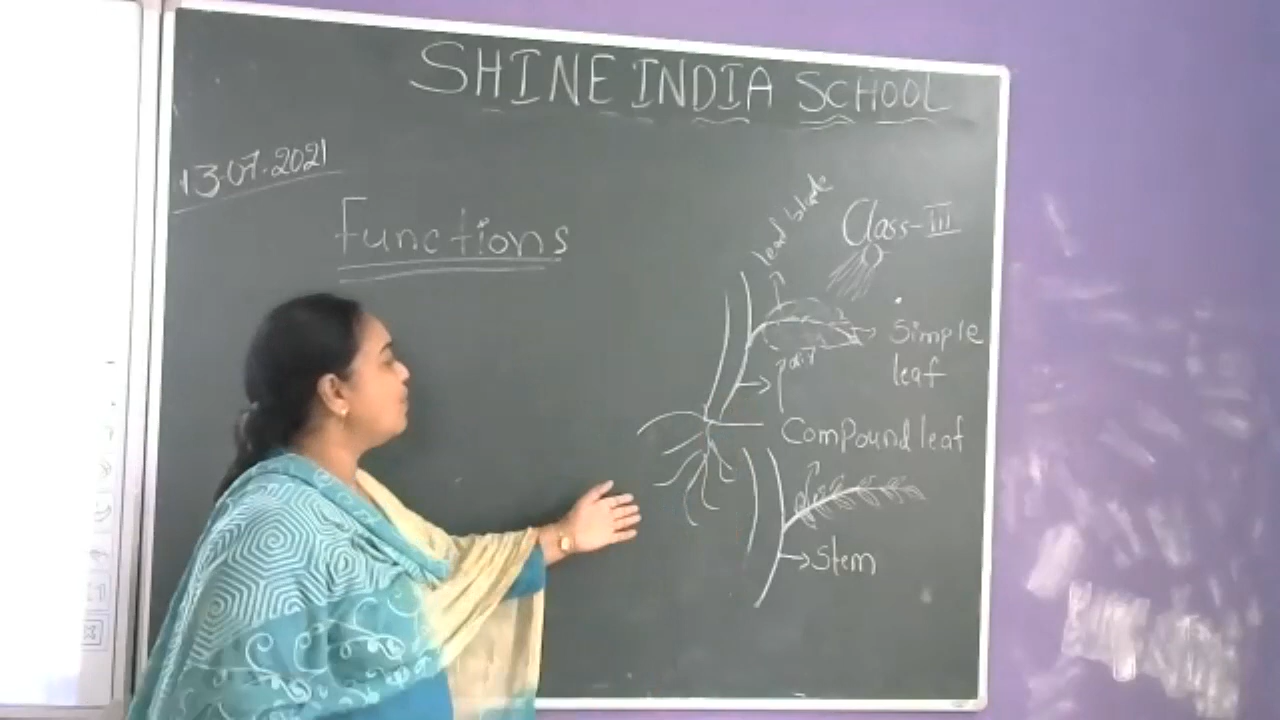 SHINE INDIA SCHOOL
13.07.2021
Functions
Class-III
leaf blade
Simple
leaf
Compound leaf
Stem